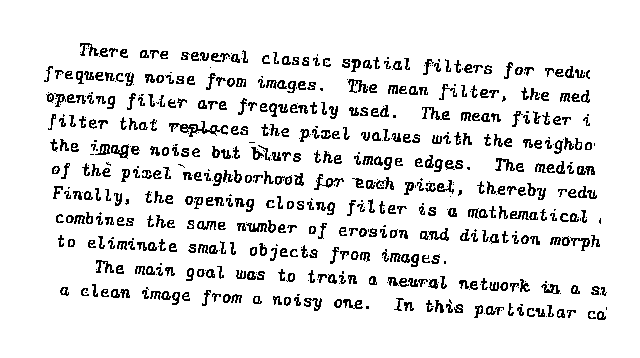 There are several classic spatial filters for reduc
frequency noise from images. The mean filter, the med
opening filter are frequently used. The mean filter i
filter that replaces the pixel values with the neighbo
the image noise but blurs the image edges. The median
of the pixel neighborhood for each pixel, thereby redu
Finally, the opening closing filter is a mathematical
combines the same number of erosion and dilation morph
to eliminate small objects from images.
The main goal was to train a neural network in a su
a clean image from a noisy one. In this particular ca